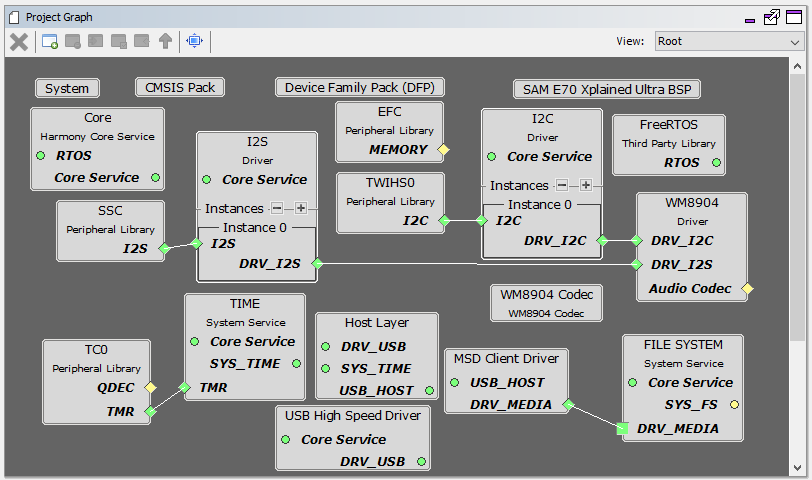 Project Graph
View:
Root
System
CMSIS Pack
Device Family Pack (DFP)
SAM E70 Xplained Ultra BSP
Core
Harmony Core Service
RTOS
Core Service
I2S
Driver
Core Service
Instances
Instance 0
I2S
DRV_I2S
EFC
Peripheral Library
MEMORY
I2C
Driver
Core Service
Instances
Instance 0
I2C
DRV_I2C
FreeRTOS
Third Party Library
RTOS
SSC
Peripheral Library
I2S
TWIHS0
Peripheral Library
I2C
WM8904
Driver
DRV_I2C
DRV_I2S
Audio Codec
WM8904 Codec
WM8904 Codec
TIME
System Service
Core Service
SYS_TIME
TMR
Host Layer
DRV_USB
SYS_TIME
USB_HOST
TC0
Peripheral Library
QDEC
TMR
MSD Client Driver
USB_HOST
DRV_MEDIA
FILE SYSTEM
System Service
Core Service
SYS_FS
DRV_MEDIA
USB High Speed Driver
Core Service
DRV_USB